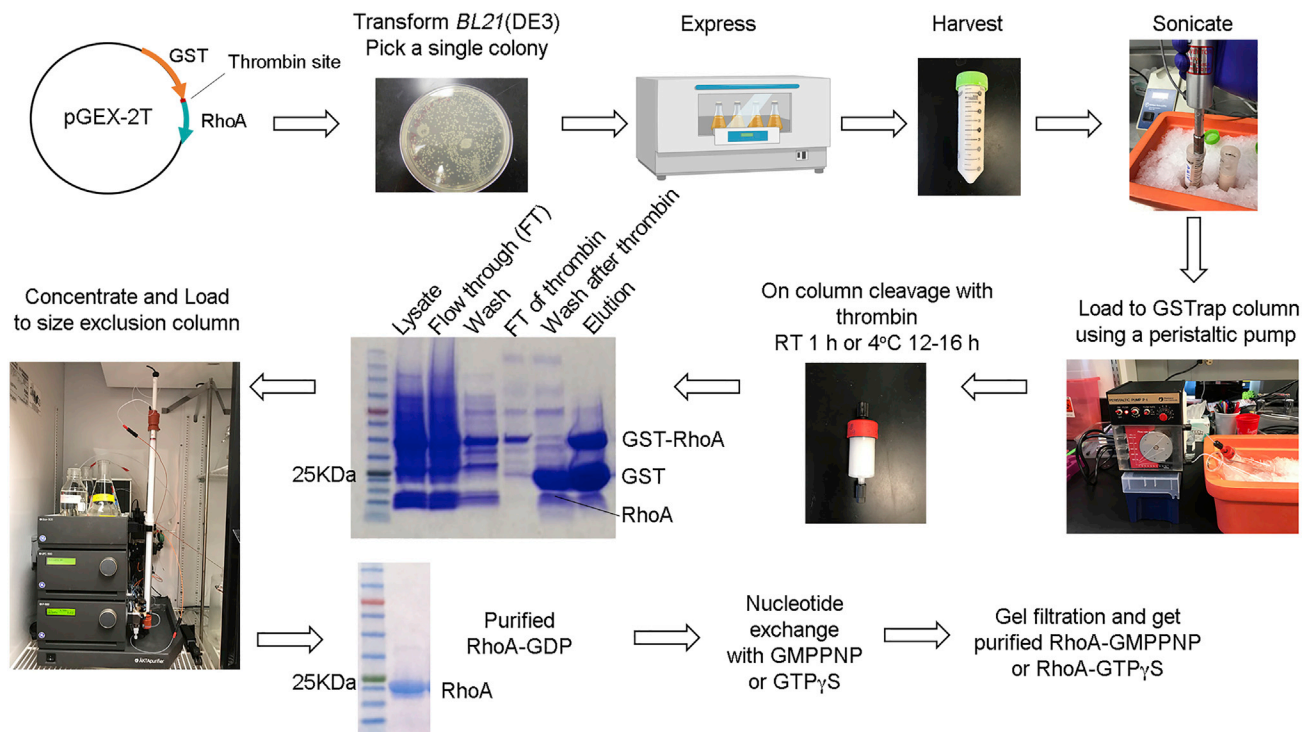 Transform BL21(DE3)
Pick a single colony
Express
Harvest
Sonicate
GST
Thrombin site
pGEX-2T
RhoA
Concentrate and Load
to size exclusion column
Lysate
Flow through (FT)
Wash
FT of thrombin
Wash after thrombin
Elution
On column cleavage with
thrombin
RT 1 h or 4°C 12-16 h
Load to GSTrap column
using a peristaltic pump
GST-RhoA
25KDa
GST
RhoA
PERISTALTIC PUMP P-1
ÄKTApurifier
25KDa
RhoA
Purified
RhoA-GDP
Nucleotide
exchange
with GMPPNP
or GTPγS
Gel filtration and get
purified RhoA-GMPPNP
or RhoA-GTPγS